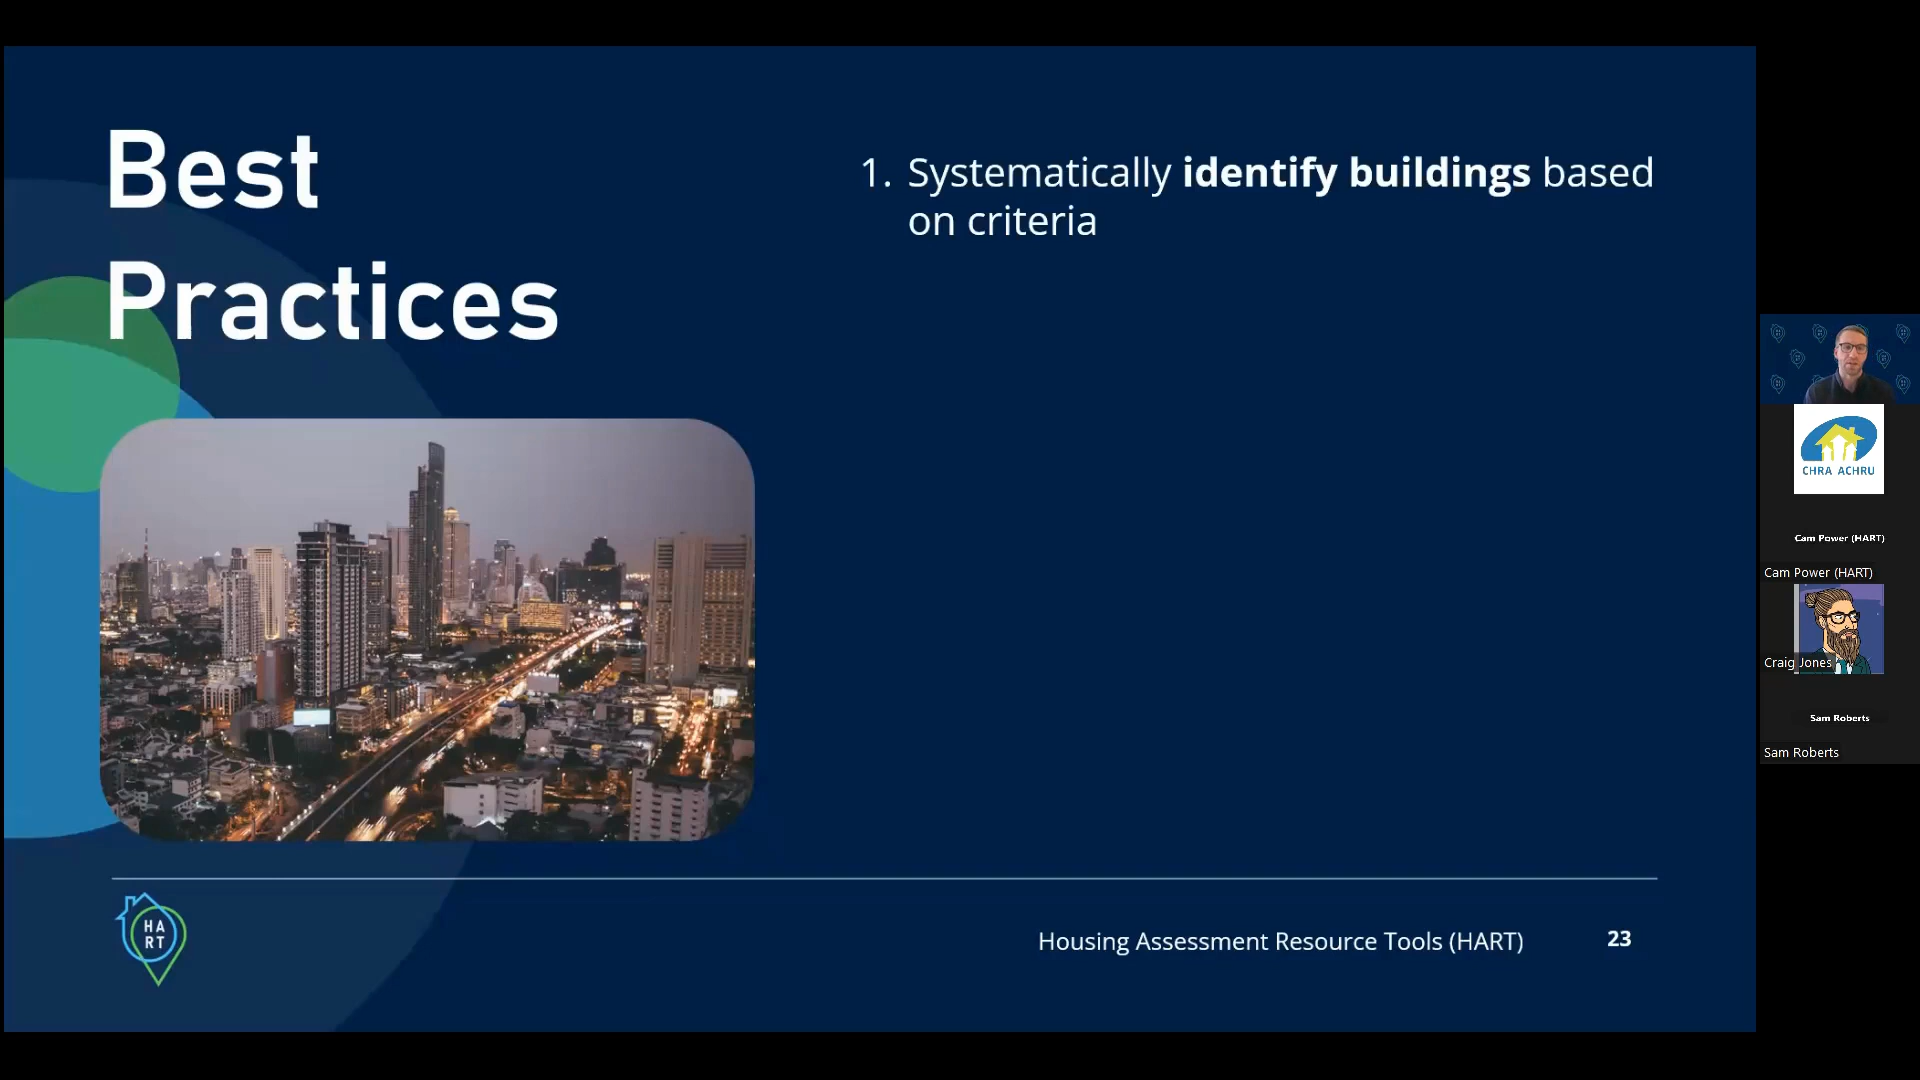 Best
Practices
1. Systematically identify buildings based
on criteria
HA
RT
Housing Assessment Resource Tools (HART)
23
CHRA ACHRU
Cam Power (HART)
Cam Power (HART)
Craig Jones
Sam Roberts
Sam Roberts